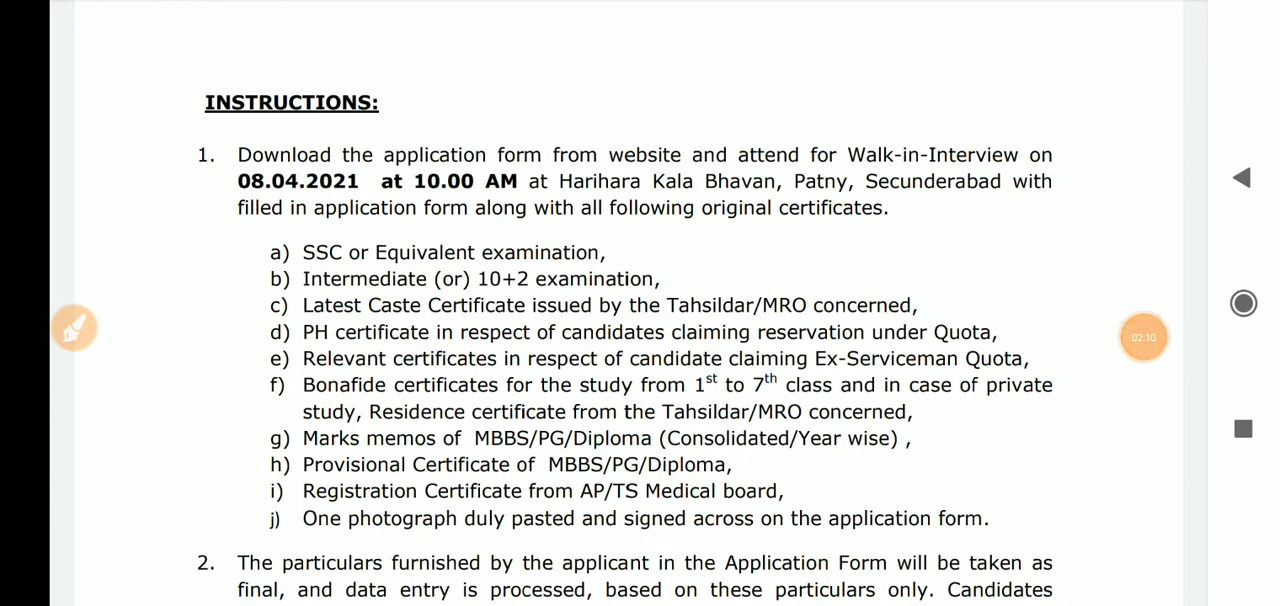 INSTRUCTIONS:
1. Download the application form from website and attend for Walk-in-Interview on
08.04.2021 at 10.00 AM at Harihara Kala Bhavan, Patny, Secunderabad with
filled in application form along with all following original certificates.
a) SSC or Equivalent examination,
b) Intermediate (or) 10+2 examination,
c) Latest Caste Certificate issued by the Tahsildar/MRO concerned,
d) PH certificate in respect of candidates claiming reservation under Quota,
e) Relevant certificates in respect of candidate claiming Ex-Serviceman Quota,
f) Bonafide certificates for the study from 1st to 7th class and in case of private
study, Residence certificate from the Tahsildar/MRO concerned,
g) Marks memos of MBBS/PG/Diploma (Consolidated/Year wise) ,
h) Provisional Certificate of MBBS/PG/Diploma,
i) Registration Certificate from AP/TS Medical board,
j) One photograph duly pasted and signed across on the application form.
2. The particulars furnished by the applicant in the Application Form will be taken as
final, and data entry is processed, based on these particulars only. Candidates
02:10